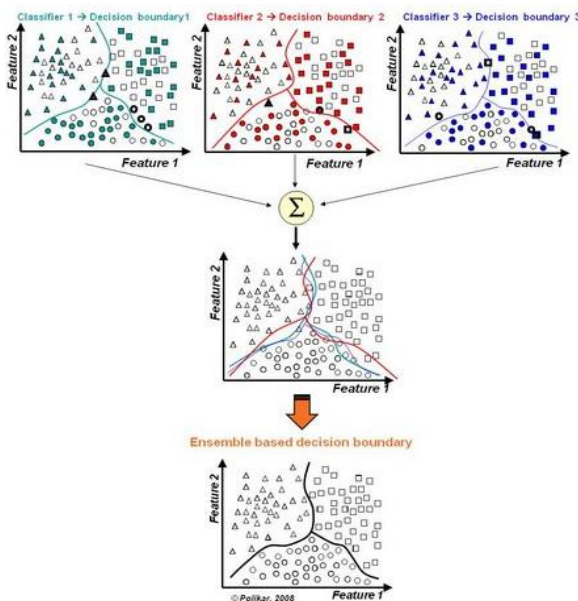 Classifier 1 → Decision boundary1
Classifier 2 → Decision boundary 2
Classifier 3 → Decision boundary 3
Feature 2
Feature 1
Feature 2
Feature 1
Feature 2
Feature 1
Σ
Feature 2
Feature 1
Ensemble based decision boundary
Feature 2
Feature 1
© Polikar, 2008